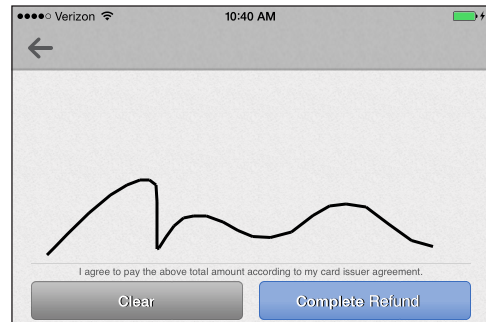 Verizon 10:40 AM
I agree to pay the above total amount according to my card issuer agreement.
Clear Complete Refund